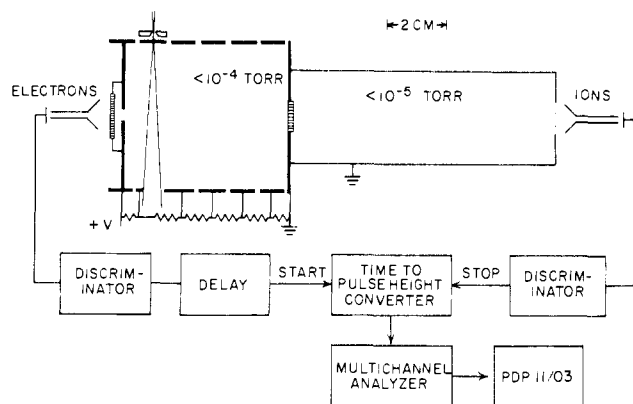 2 CM
ELECTRONS
<10⁻⁴ TORR
<10⁻⁵ TORR
IONS
+V
DISCRIM-
INATOR
DELAY
START
TIME TO
PULSE HEIGHT
CONVERTER
STOP
DISCRIM-
INATOR
MULTICHANNEL
ANALYZER
PDP 11/03